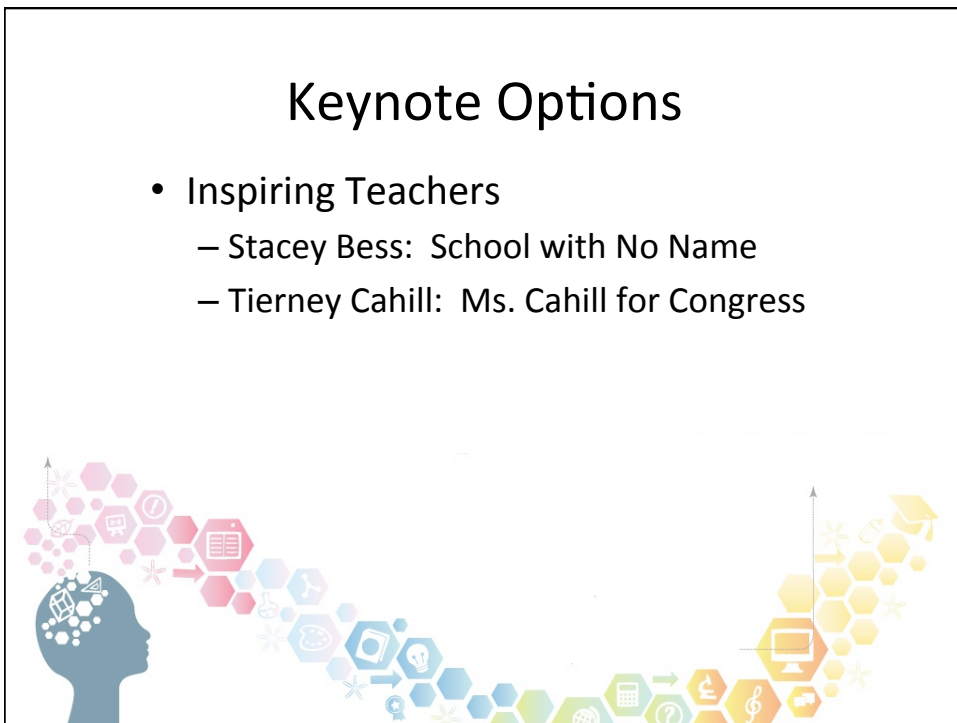 Keynote Options
• Inspiring Teachers
– Stacey Bess:  School with No Name
– Tierney Cahill:  Ms. Cahill for Congress